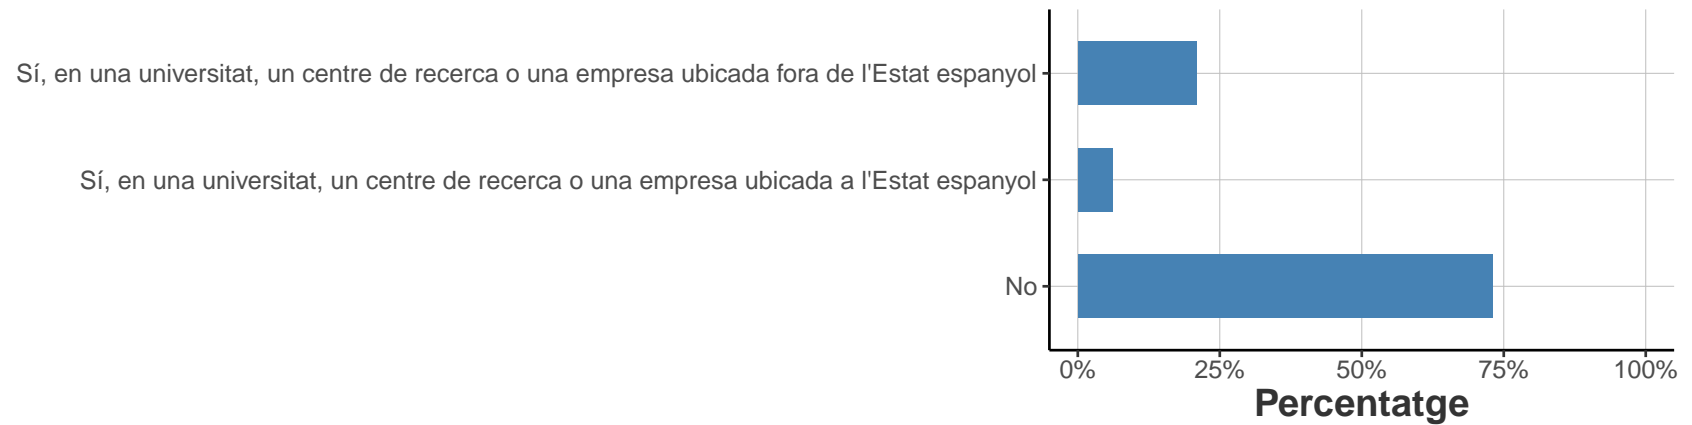 Sí, en una universitat, un centre de recerca o una empresa ubicada fora de l'Estat espanyol
Sí, en una universitat, un centre de recerca o una empresa ubicada a l'Estat espanyol
No
0% 25% 50% 75% 100%
Percentatge